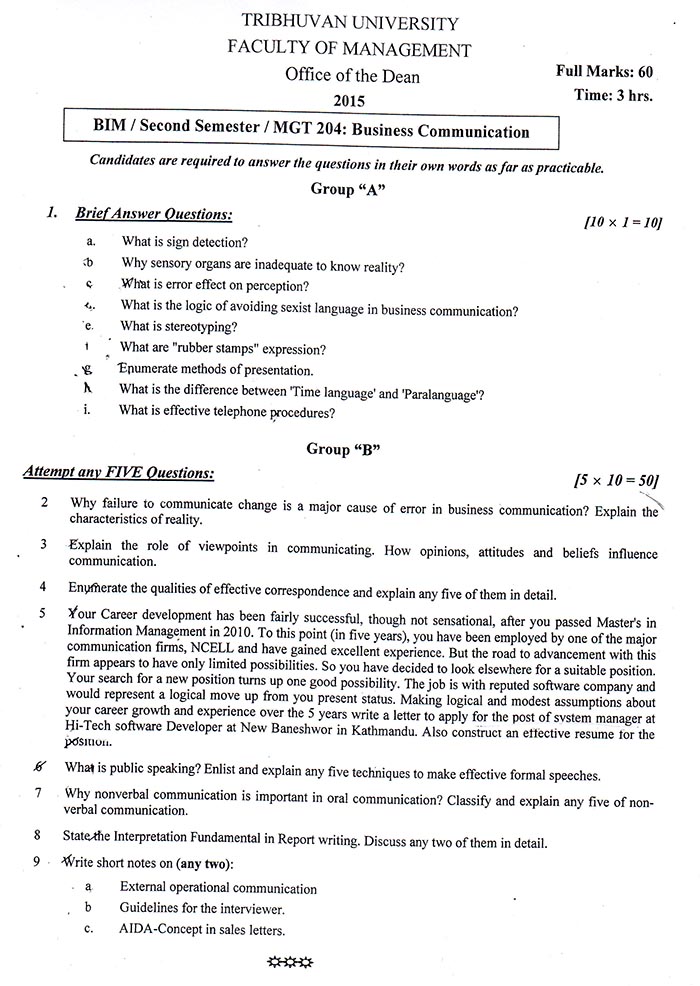 TRIBHUVAN UNIVERSITY
FACULTY OF MANAGEMENT
Office of the Dean
2015
Full Marks: 60
Time: 3 hrs.
BIM / Second Semester / MGT 204: Business Communication
Candidates are required to answer the questions in their own words as far as practicable.
Group "A"
1. Brief Answer Questions: [10 × 1 = 10]
a. What is sign detection?
b Why sensory organs are inadequate to know reality?
c What is error effect on perception?
What is the logic of avoiding sexist language in business communication?
e. What is stereotyping?
What are "rubber stamps" expression?
g Enumerate methods of presentation.
h What is the difference between 'Time language' and 'Paralanguage'?
i. What is effective telephone procedures?
Group "B"
Attempt any FIVE Questions: [5 × 10 = 50]
2 Why failure to communicate change is a major cause of error in business communication? Explain the
characteristics of reality.
3 Explain the role of viewpoints in communicating. How opinions, attitudes and beliefs influence
communication.
4 Enumerate the qualities of effective correspondence and explain any five of them in detail.
5 Your Career development has been fairly successful, though not sensational, after you passed Master's in
Information Management in 2010. To this point (in five years), you have been employed by one of the major
communication firms, NCELL and have gained excellent experience. But the road to advancement with this
firm appears to have only limited possibilities. So you have decided to look elsewhere for a suitable position.
Your search for a new position turns up one good possibility. The job is with reputed software company and
would represent a logical move up from you present status. Making logical and modest assumptions about
your career growth and experience over the 5 years write a letter to apply for the post of system manager at
Hi-Tech software Developer at New Baneshwor in Kathmandu. Also construct an effective resume for the
position.
6 What is public speaking? Enlist and explain any five techniques to make effective formal speeches.
7 Why nonverbal communication is important in oral communication? Classify and explain any five of non-
verbal communication.
8 State the Interpretation Fundamental in Report writing. Discuss any two of them in detail.
9 Write short notes on (any two):
a External operational communication
b Guidelines for the interviewer.
c. AIDA-Concept in sales letters.